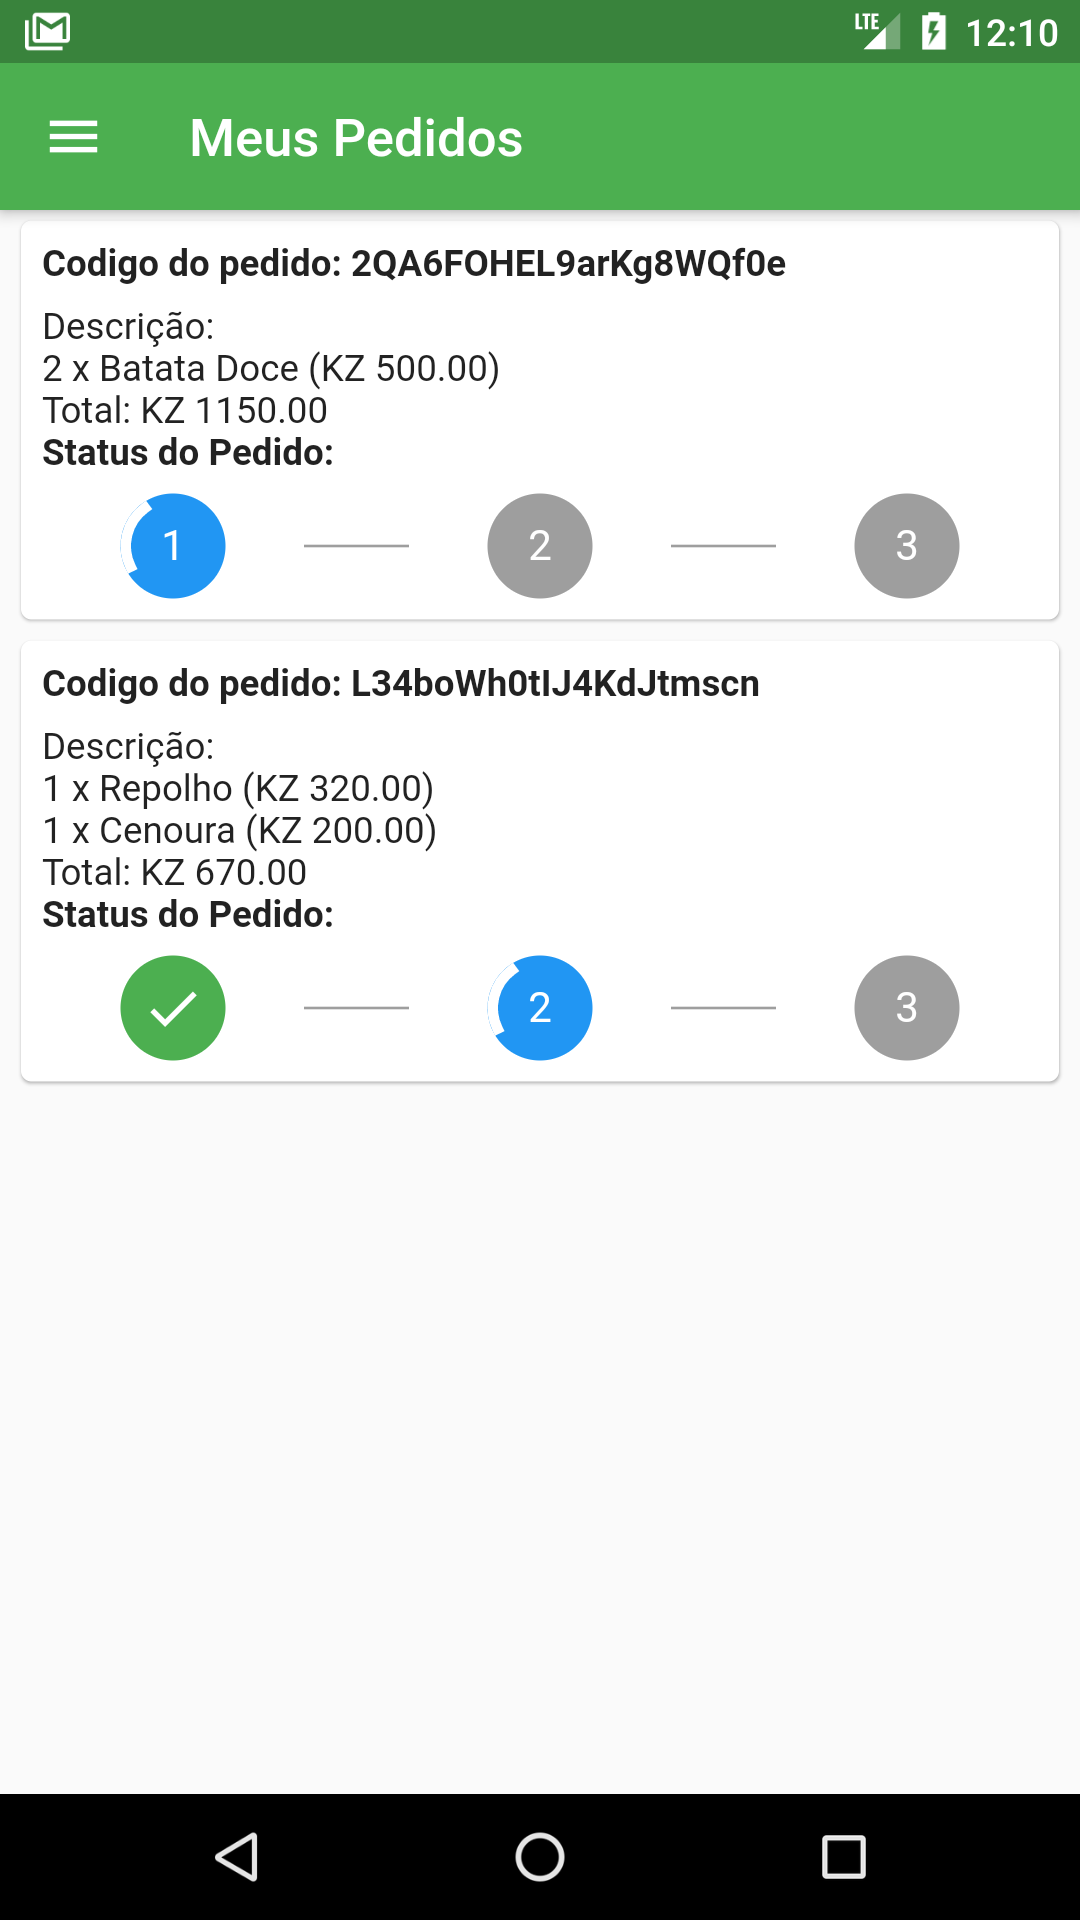 LTE 12:10
Meus Pedidos
Codigo do pedido: 2QA6FOHEL9arKg8WQf0e
Descrição:
2 x Batata Doce (KZ 500.00)
Total: KZ 1150.00
Status do Pedido:
1 2 3
Codigo do pedido: L34boWh0tIJ4KdJtmscn
Descrição:
1 x Repolho (KZ 320.00)
1 x Cenoura (KZ 200.00)
Total: KZ 670.00
Status do Pedido:
2 3